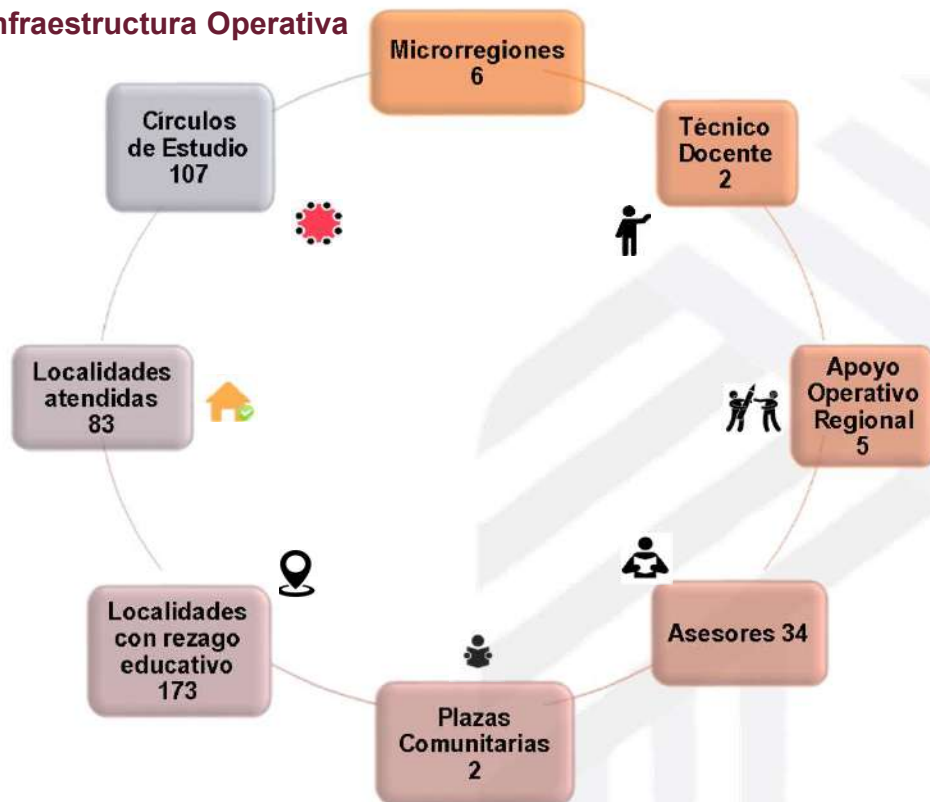 nfraestructura Operativa
Microrregiones
6
Técnico
Docente
2
Apoyo
Operativo
Regional
5
Asesores 34
Plazas
Comunitarias
2
Localidades
con rezago
educativo
173
Localidades
atendidas
83
Círculos
de Estudio
107